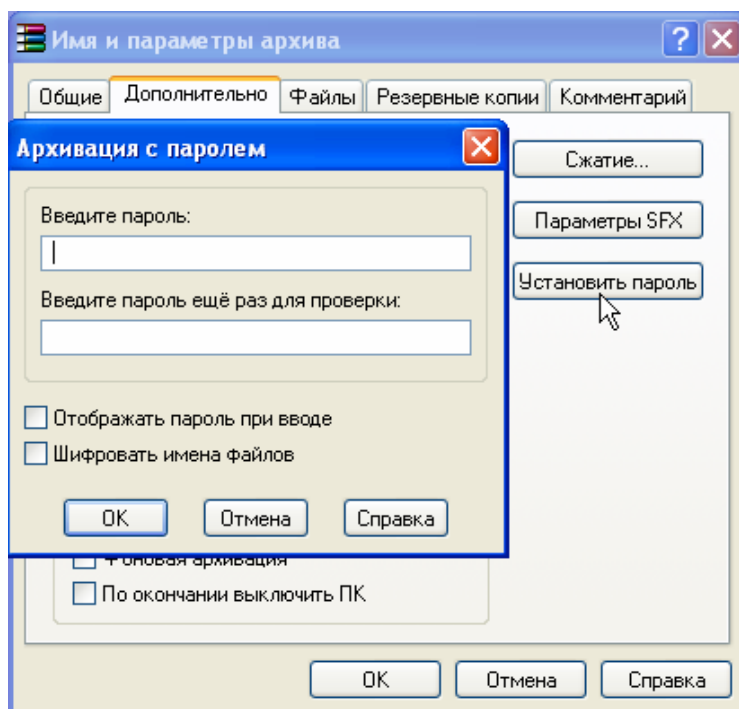 Имя и параметры архива
Общие Дополнительно Файлы Резервные копии Комментарий
Архивация с паролем
Сжатие...
Введите пароль:
Параметры SFX
Установить пароль
Введите пароль ещё раз для проверки:
Отображать пароль при вводе
Шифровать имена файлов
OK Отмена Справка
Фоновая архивация
По окончании выключить ПК
OK Отмена Справка